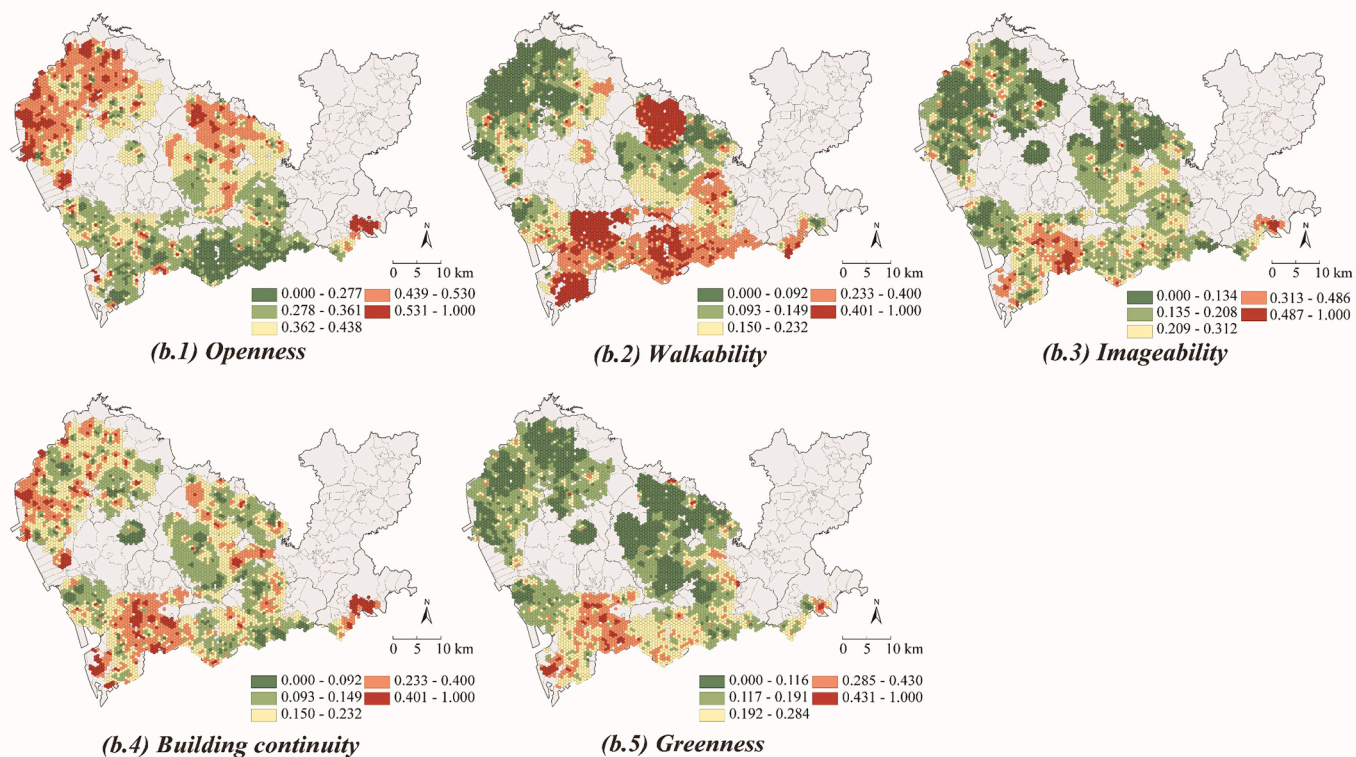 N
0 5 10 km
0.000 - 0.277 0.439 - 0.530
0.278 - 0.361 0.531 - 1.000
0.362 - 0.438
(b.1) Openness
N
0 5 10 km
0.000 - 0.092 0.233 - 0.400
0.093 - 0.149 0.401 - 1.000
0.150 - 0.232
(b.2) Walkability
N
0 5 10 km
0.000 - 0.134 0.313 - 0.486
0.135 - 0.208 0.487 - 1.000
0.209 - 0.312
(b.3) Imageability
N
0 5 10 km
0.000 - 0.092 0.233 - 0.400
0.093 - 0.149 0.401 - 1.000
0.150 - 0.232
(b.4) Building continuity
N
0 5 10 km
0.000 - 0.116 0.285 - 0.430
0.117 - 0.191 0.431 - 1.000
0.192 - 0.284
(b.5) Greenness